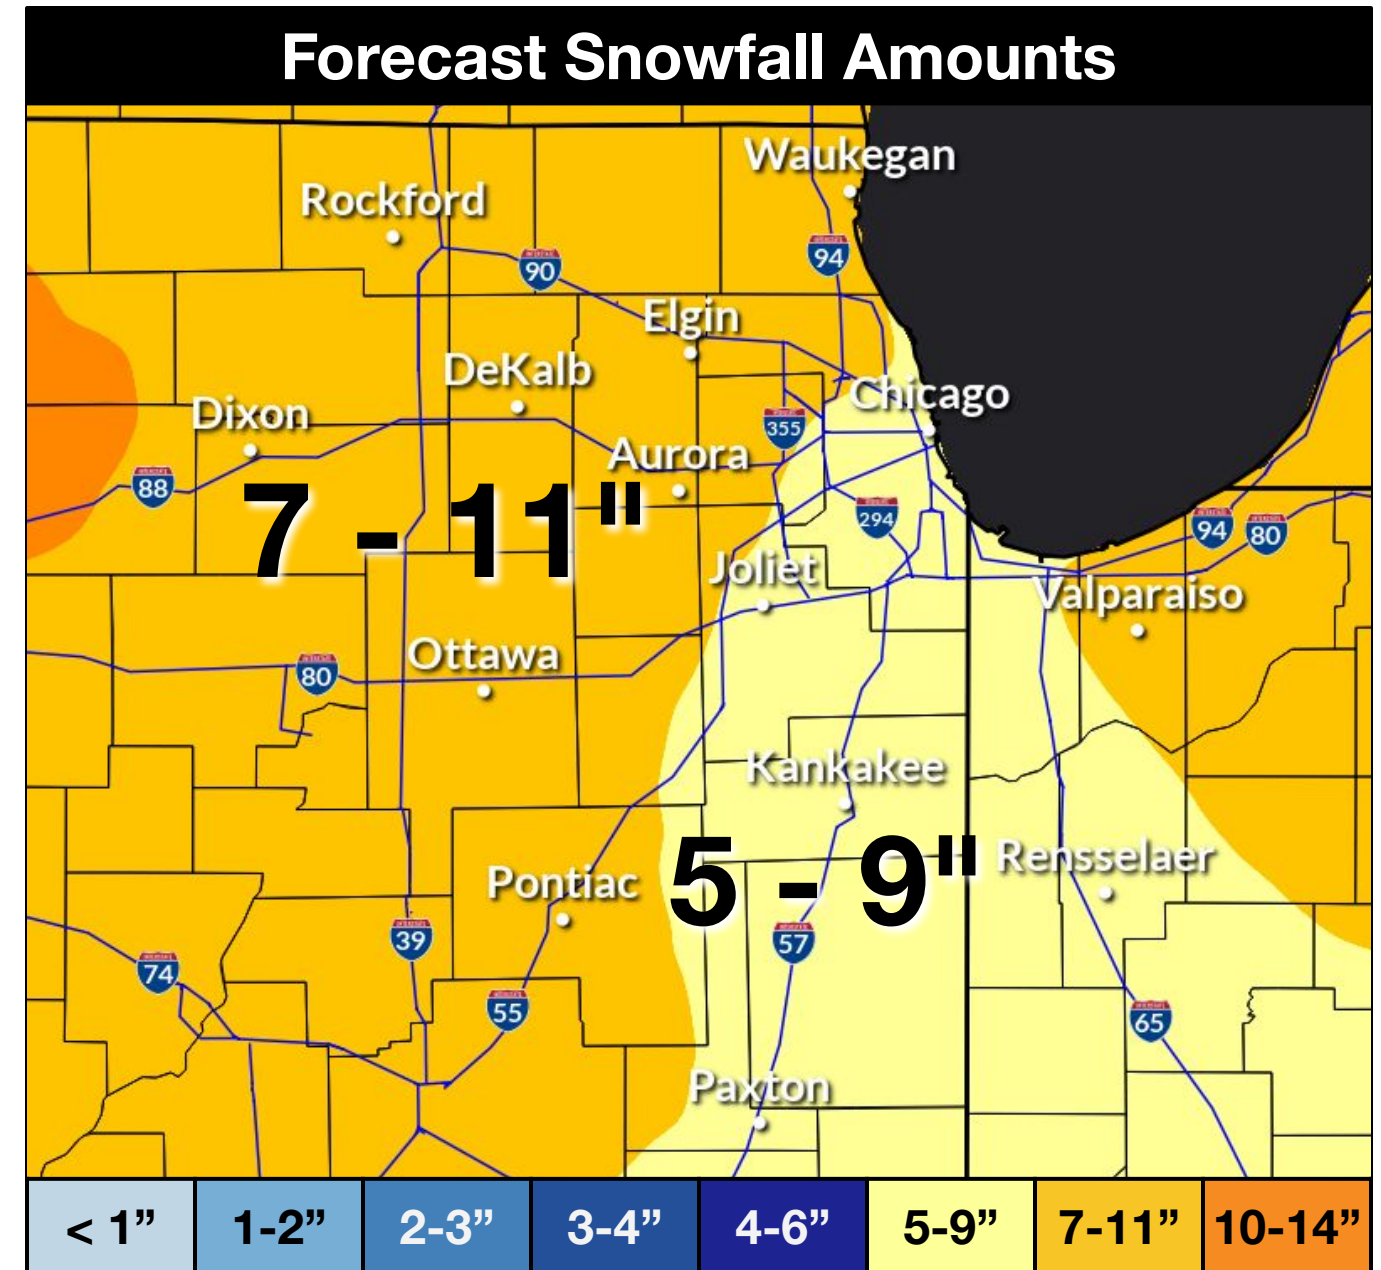 Forecast Snowfall Amounts
Waukegan
Rockford
94
90
Elgin
DeKalb
Chicago
Dixon
355
Aurora
88
7 - 11"
294
94
80
Joliet
Valparaiso
Ottawa
80
Kankakee
5 - 9"
Rensselaer
Pontiac
39
57
74
55
65
Paxton
< 1” 1-2” 2-3” 3-4” 4-6” 5-9” 7-11” 10-14”